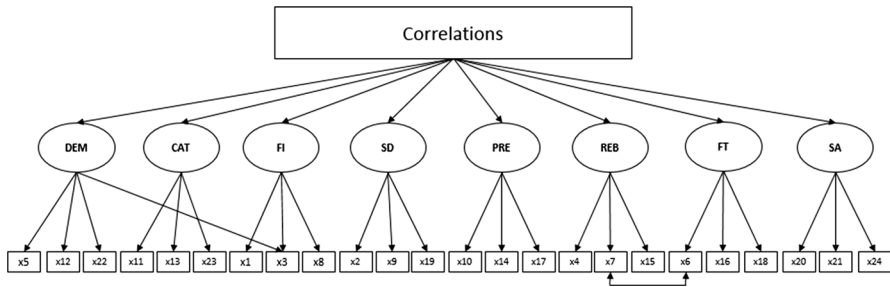 Correlations
DEM CAT FI SD PRE REB FT SA
x5 x12 x22 x11 x13 x23 x1 x3 x8 x2 x9 x19 x10 x14 x17 x4 x7 x15 x6 x16 x18 x20 x21 x24